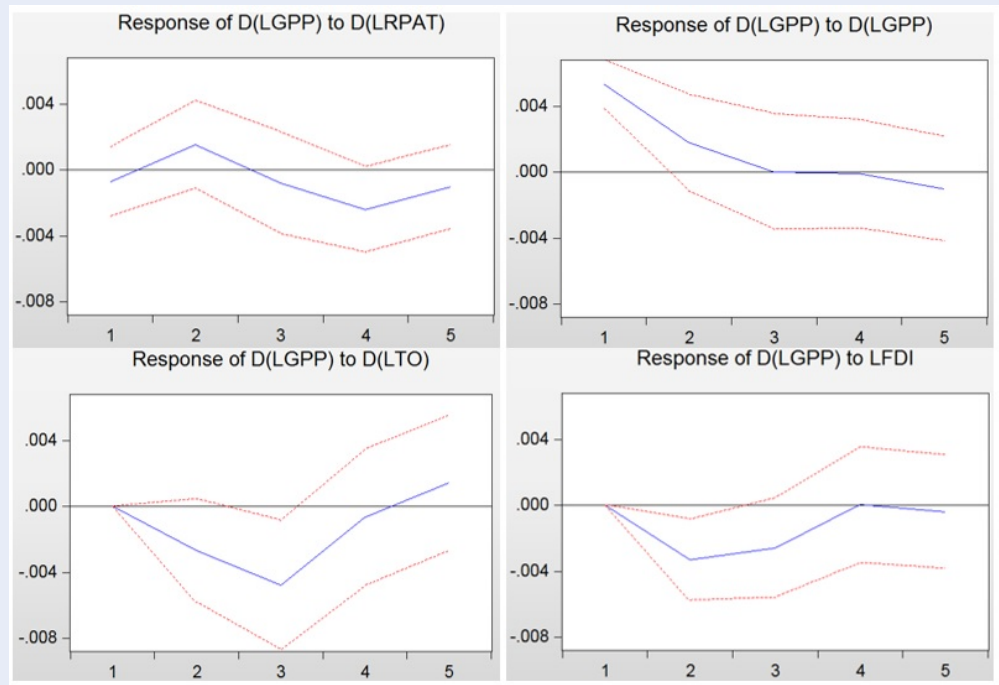 Response of D(LGPP) to D(LRPAT)
.004
.000
-.004
-.008
1 2 3 4 5
Response of D(LGPP) to D(LGPP)
.004
.000
-.004
-.008
1 2 3 4 5
Response of D(LGPP) to D(LTO)
.004
.000
-.004
-.008
1 2 3 4 5
Response of D(LGPP) to LFDI
.004
.000
-.004
-.008
1 2 3 4 5